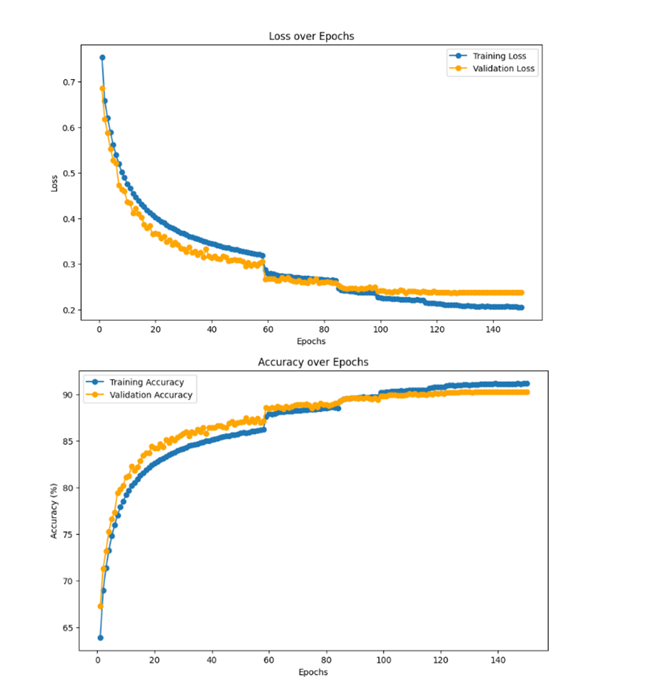 Loss over Epochs
Training Loss
Validation Loss
0.7
0.6
0.5
0.4
0.3
0.2
Loss
0 20 40 60 80 100 120 140
Epochs
Accuracy over Epochs
Training Accuracy
Validation Accuracy
90
85
80
75
70
65
Accuracy (%)
0 20 40 60 80 100 120 140
Epochs